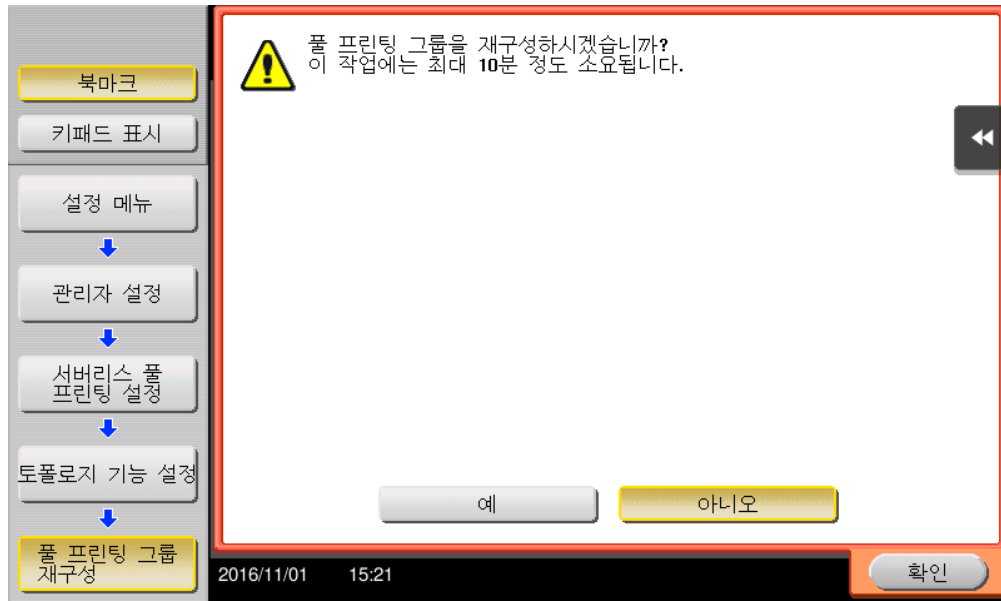 북마크
키패드 표시
설정 메뉴
관리자 설정
서버리스 풀
프린팅 설정
토폴로지 기능 설정
풀 프린팅 그룹
재구성
풀 프린팅 그룹을 재구성하시겠습니까?
이 작업에는 최대 10분 정도 소요됩니다.
예
아니오
2016/11/01 15:21
확인